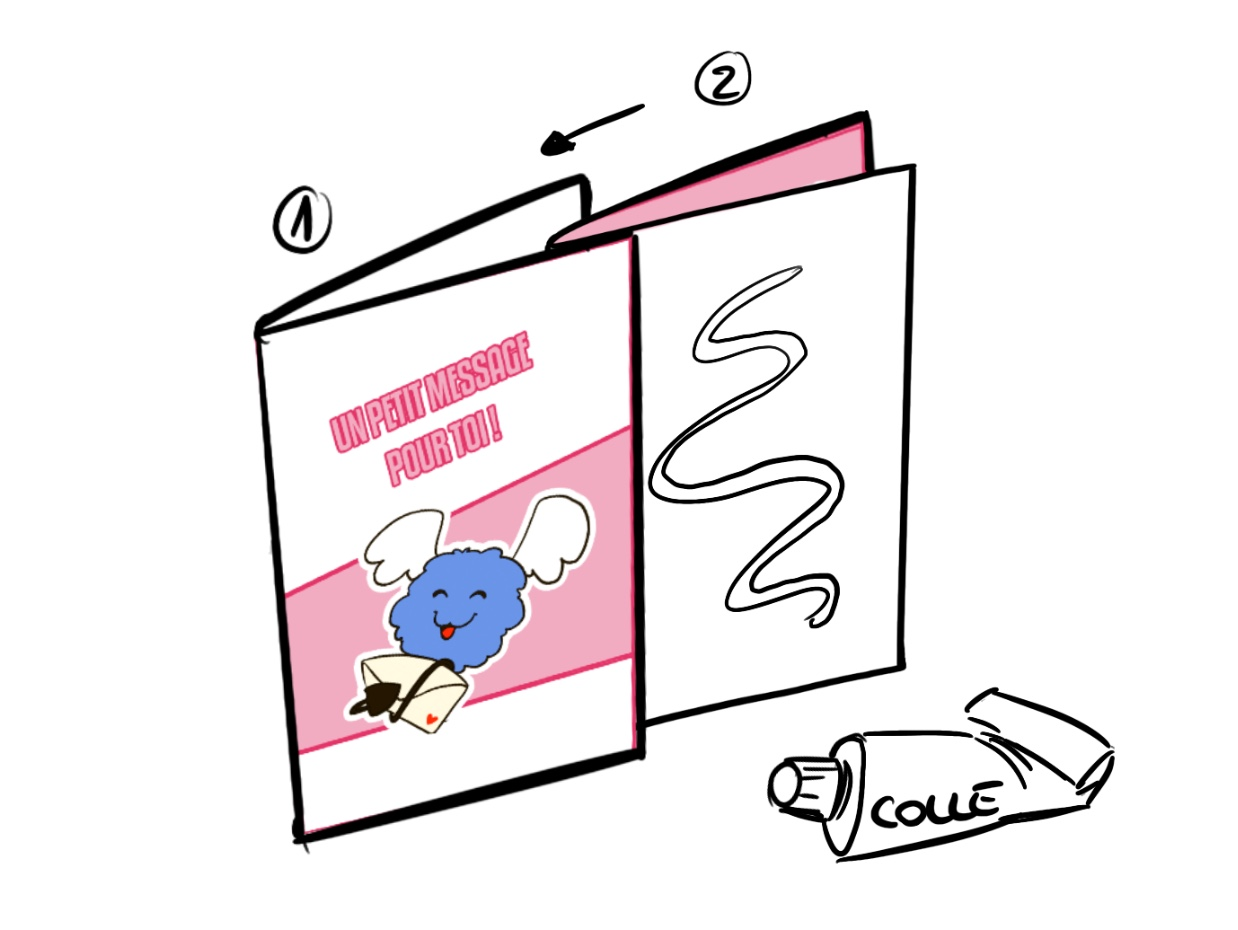 2
1
UN PETIT MESSAGE
POUR TOI !
COLLE